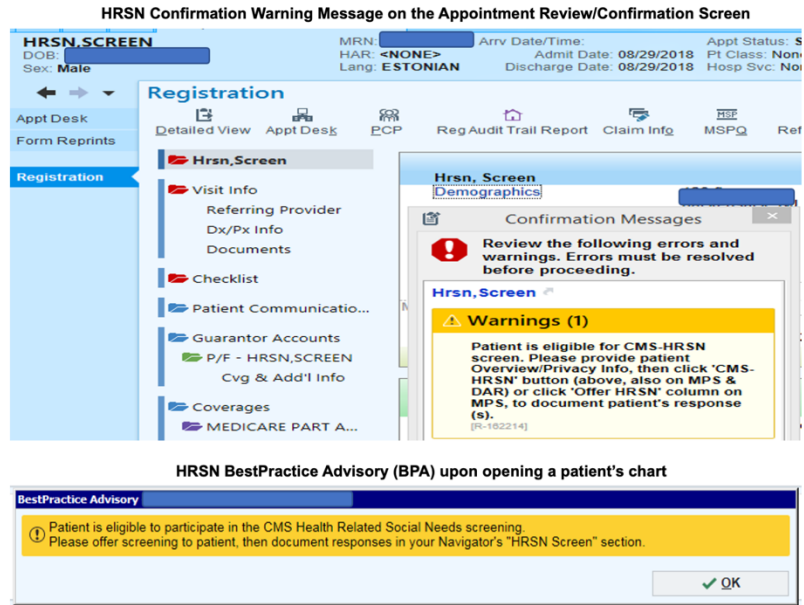 HRSN Confirmation Warning Message on the Appointment Review/Confirmation Screen
HRSN,SCREEN
DOB:
Sex: Male
MRN:
HAR: <NONE>
Lang: ESTONIAN
Arrv Date/Time:
Admit Date: 08/29/2018
Discharge Date: 08/29/2018
Appt Status: S
Pt Class: Non
Hosp Svc: Non
Appt Desk
Form Reprints
Registration
Registration
Detailed View
Appt Desk
PCP
Reg Audit Trail Report
Claim Info
MSP
MSPQ
Ref
Hrsn,Screen
Visit Info
Referring Provider
Dx/Px Info
Documents
Checklist
Patient Communicatio...
Guarantor Accounts
P/F - HRSN,SCREEN
Cvg & Add'l Info
Coverages
MEDICARE PART A...
Hrsn, Screen
Demographics
Confirmation Messages
Review the following errors and
warnings. Errors must be resolved
before proceeding.
Hrsn,Screen
Warnings (1)
Patient is eligible for CMS-HRSN
screen. Please provide patient
Overview/Privacy Info, then click 'CMS-
HRSN' button (above, also on MPS &
DAR) or click 'Offer HRSN' column on
MPS, to document patient's response
(s).
[R-162214]
HRSN BestPractice Advisory (BPA) upon opening a patient's chart
BestPractice Advisory
Patient is eligible to participate in the CMS Health Related Social Needs screening.
Please offer screening to patient, then document responses in your Navigator's "HRSN Screen" section.
OK